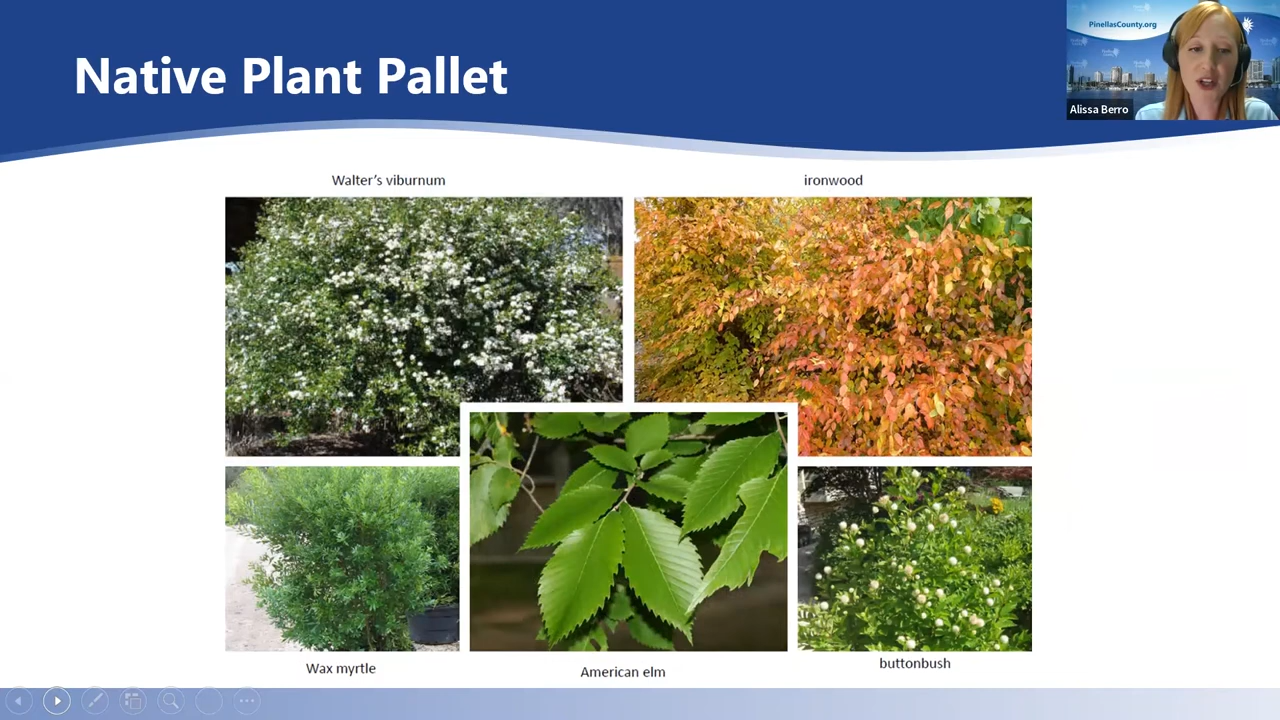 Native Plant Pallet
PinellasCounty.org
Alissa Berro
Walter's viburnum
ironwood
Wax myrtle
American elm
buttonbush